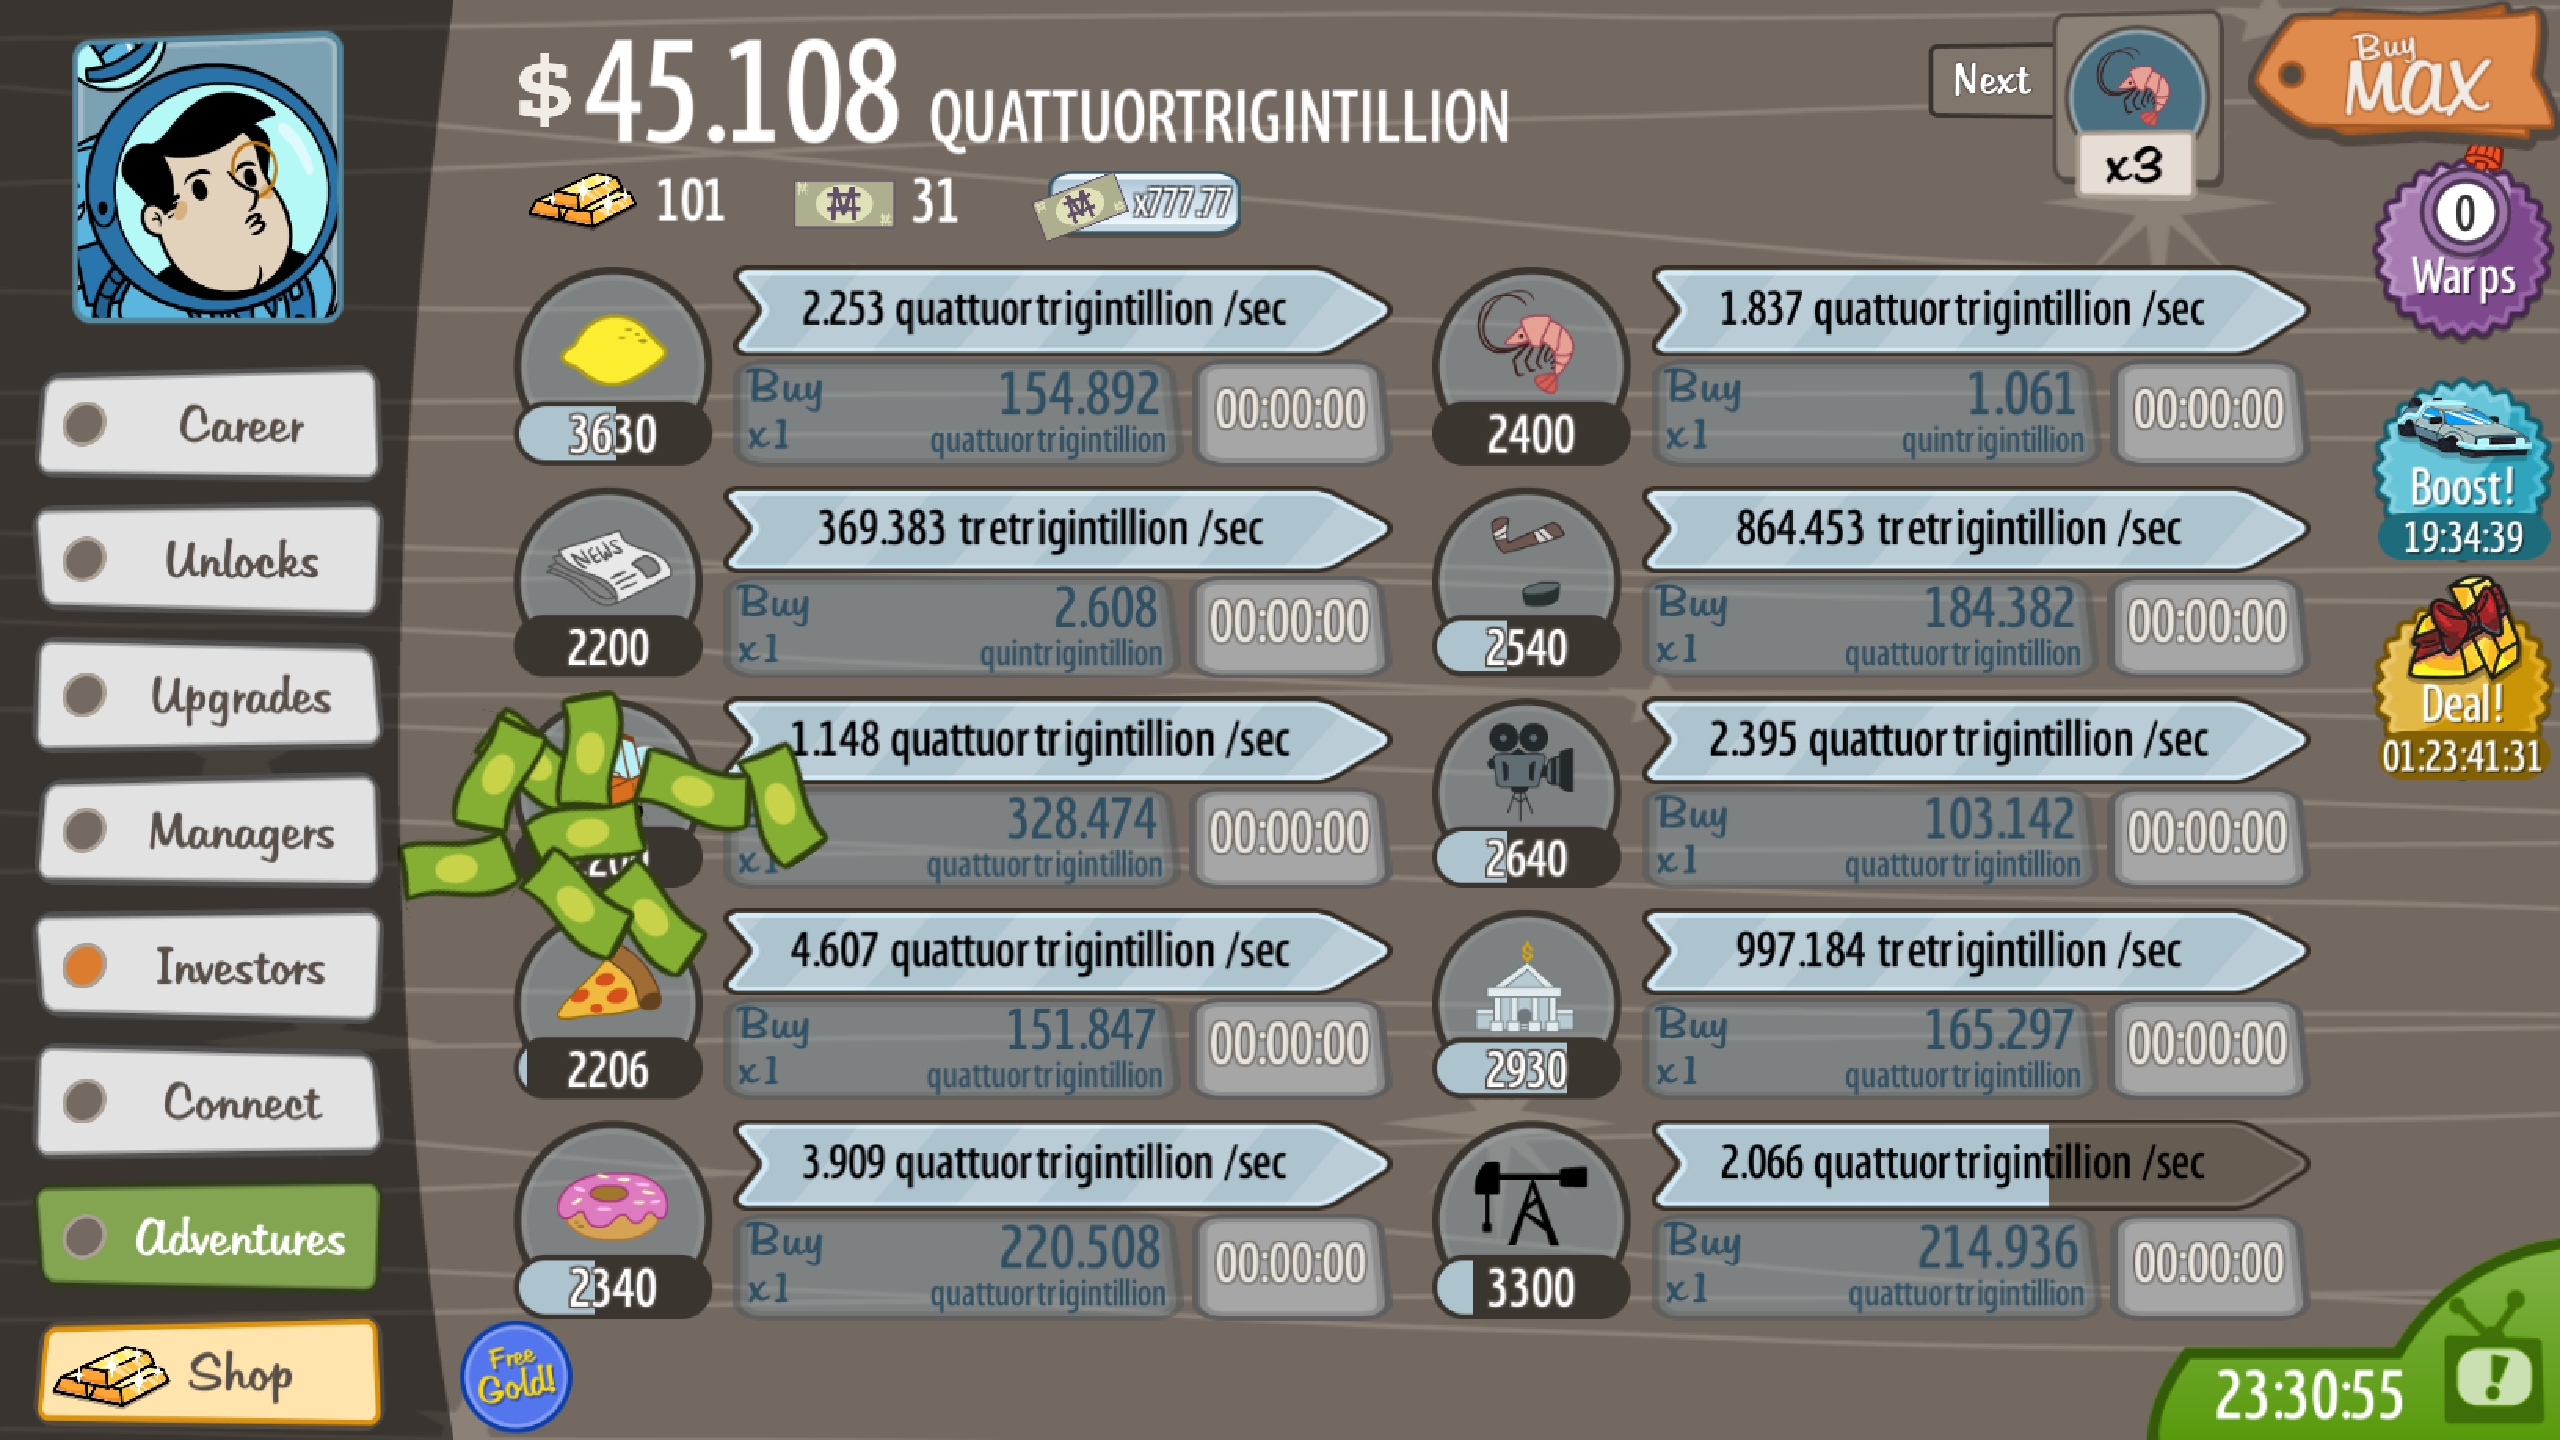 $45.108 QUATTUORTRIGINTILLION
Next
x3
Buy
MAX
101
31
x777.77
0
Warps
Boost!
19:34:39
Deal!
01:23:41:31
Career
Unlocks
Upgrades
Managers
Investors
Connect
Adventures
Shop
2.253 quattuortrigintillion /sec
3630
Buy
x1
154.892
quattuortrigintillion
00:00:00
1.837 quattuortrigintillion /sec
2400
Buy
x1
1.061
quintrigintillion
00:00:00
369.383 tretrigintillion /sec
NEWS
2200
Buy
x1
2.608
quintrigintillion
00:00:00
864.453 tretrigintillion /sec
2540
Buy
x1
184.382
quattuortrigintillion
00:00:00
1.148 quattuortrigintillion /sec
x1
328.474
quattuortrigintillion
00:00:00
2.395 quattuortrigintillion /sec
2640
Buy
x1
103.142
quattuortrigintillion
00:00:00
4.607 quattuortrigintillion /sec
2206
Buy
x1
151.847
quattuortrigintillion
00:00:00
997.184 tretrigintillion /sec
$
2930
Buy
x1
165.297
quattuortrigintillion
00:00:00
3.909 quattuortrigintillion /sec
2340
Buy
x1
220.508
quattuortrigintillion
00:00:00
2.066 quattuortrigintillion /sec
3300
Buy
x1
214.936
quattuortrigintillion
00:00:00
Free
Gold!
23:30:55
!